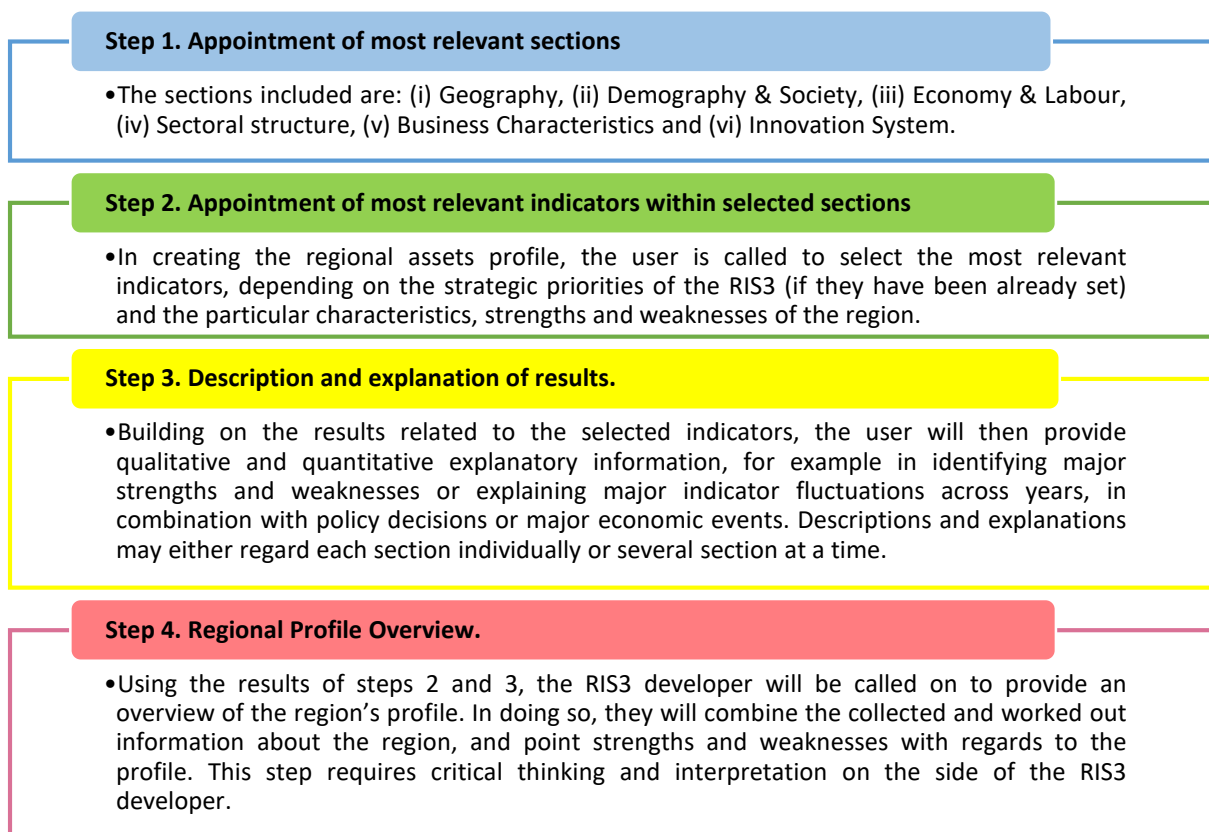 Step 1. Appointment of most relevant sections
•The sections included are: (i) Geography, (ii) Demography & Society, (iii) Economy & Labour,
(iv) Sectoral structure, (v) Business Characteristics and (vi) Innovation System.
Step 2. Appointment of most relevant indicators within selected sections
•In creating the regional assets profile, the user is called to select the most relevant
indicators, depending on the strategic priorities of the RIS3 (if they have been already set)
and the particular characteristics, strengths and weaknesses of the region.
Step 3. Description and explanation of results.
•Building on the results related to the selected indicators, the user will then provide
qualitative and quantitative explanatory information, for example in identifying major
strengths and weaknesses or explaining major indicator fluctuations across years, in
combination with policy decisions or major economic events. Descriptions and explanations
may either regard each section individually or several section at a time.
Step 4. Regional Profile Overview.
•Using the results of steps 2 and 3, the RIS3 developer will be called on to provide an
overview of the region’s profile. In doing so, they will combine the collected and worked out
information about the region, and point strengths and weaknesses with regards to the
profile. This step requires critical thinking and interpretation on the side of the RIS3
developer.